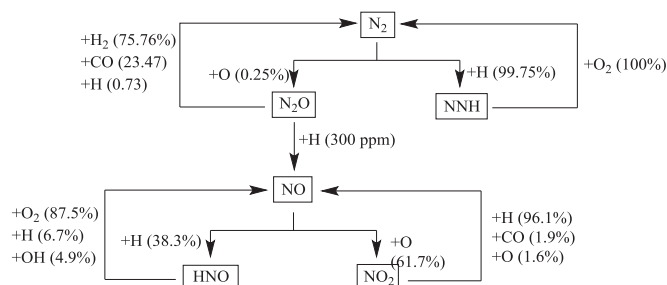 N₂
+H₂ (75.76%)
+CO (23.47)
+H (0.73)
+O (0.25%)
+H (99.75%)
+O₂ (100%)
N₂O
NNH
+H (300 ppm)
NO
+O₂ (87.5%)
+H (6.7%)
+OH (4.9%)
+H (38.3%)
+O
(61.7%)
+H (96.1%)
+CO (1.9%)
+O (1.6%)
HNO
NO₂